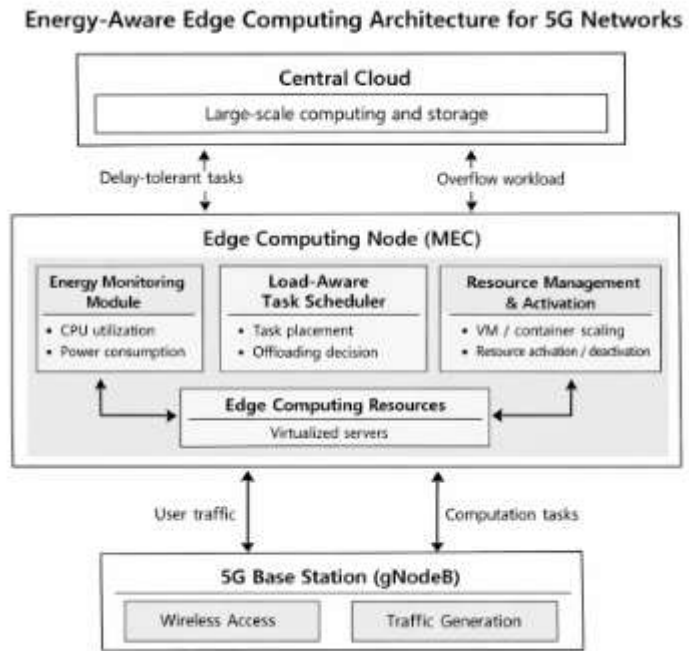 Energy-Aware Edge Computing Architecture for 5G Networks
Central Cloud
Large-scale computing and storage
Delay-tolerant tasks
Overflow workload
Edge Computing Node (MEC)
Energy Monitoring
Module
• CPU utilization
• Power consumption
Load-Aware
Task Scheduler
• Task placement
• Offloading decision
Resource Management
& Activation
• VM / container scaling
• Resource activation / deactivation
Edge Computing Resources
Virtualized servers
User traffic
Computation tasks
5G Base Station (gNodeB)
Wireless Access
Traffic Generation